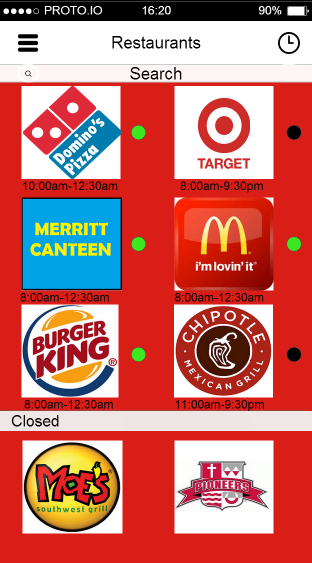 PROTO.IO 16:20 90%
Restaurants
Search
Domino's
Pizza
TARGET
10:00am-12:30am 8:00am-9:30pm
MERRITT
CANTEEN
i'm lovin' it®
8:00am-12:30am 8:00am-12:30am
BURGER
KING®
CHIPOTLE
MEXICAN GRILL
8:00am-12:30am 11:00am-9:30pm
Closed
MOE'S
southwest grill
PIONEERS